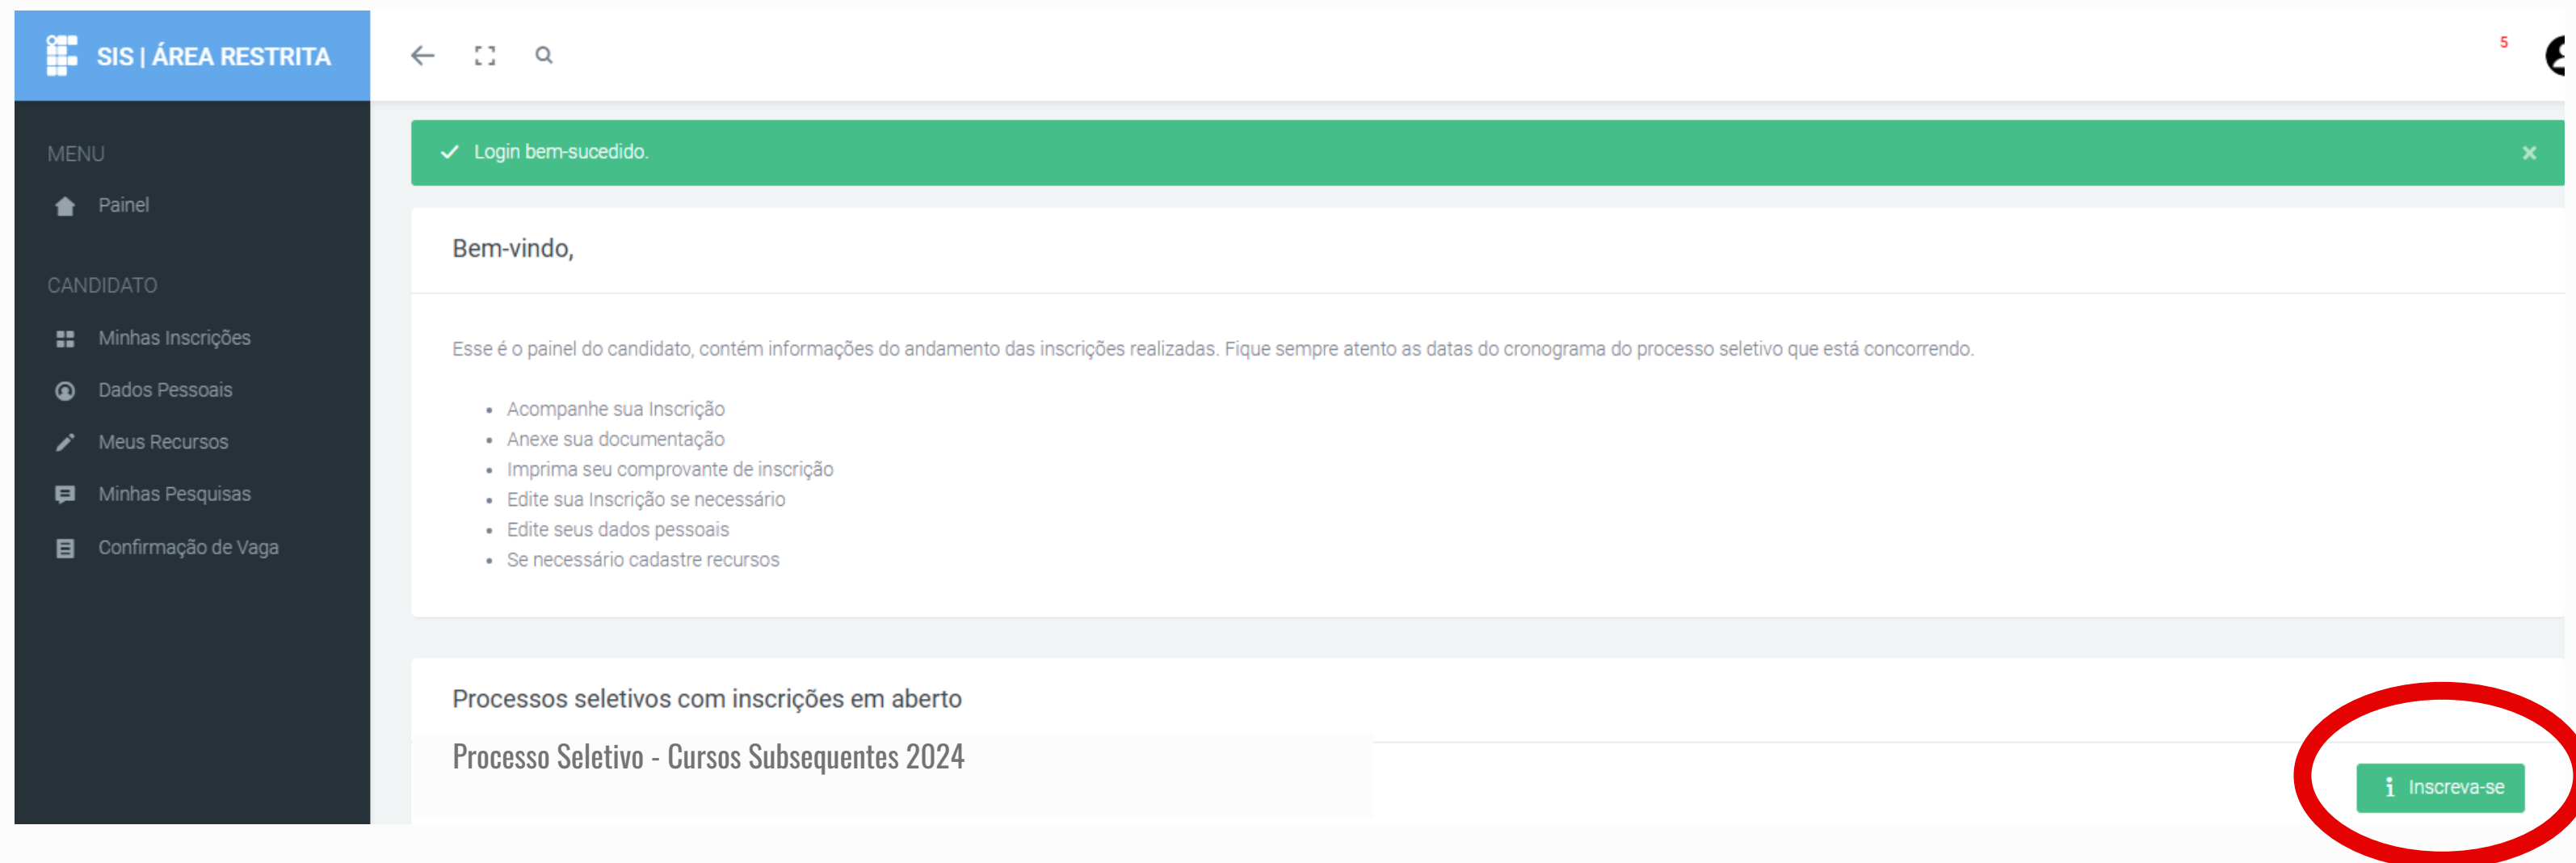 SIS | ÁREA RESTRITA
5
MENU
Painel
CANDIDATO
Minhas Inscrições
Dados Pessoais
Meus Recursos
Minhas Pesquisas
Confirmação de Vaga
Login bem-sucedido.
Bem-vindo,
Esse é o painel do candidato, contém informações do andamento das inscrições realizadas. Fique sempre atento as datas do cronograma do processo seletivo que está concorrendo.
Acompanhe sua Inscrição
Anexe sua documentação
Imprima seu comprovante de inscrição
Edite sua Inscrição se necessário
Edite seus dados pessoais
Se necessário cadastre recursos
Processos seletivos com inscrições em aberto
Processo Seletivo - Cursos Subsequentes 2024
Inscreva-se